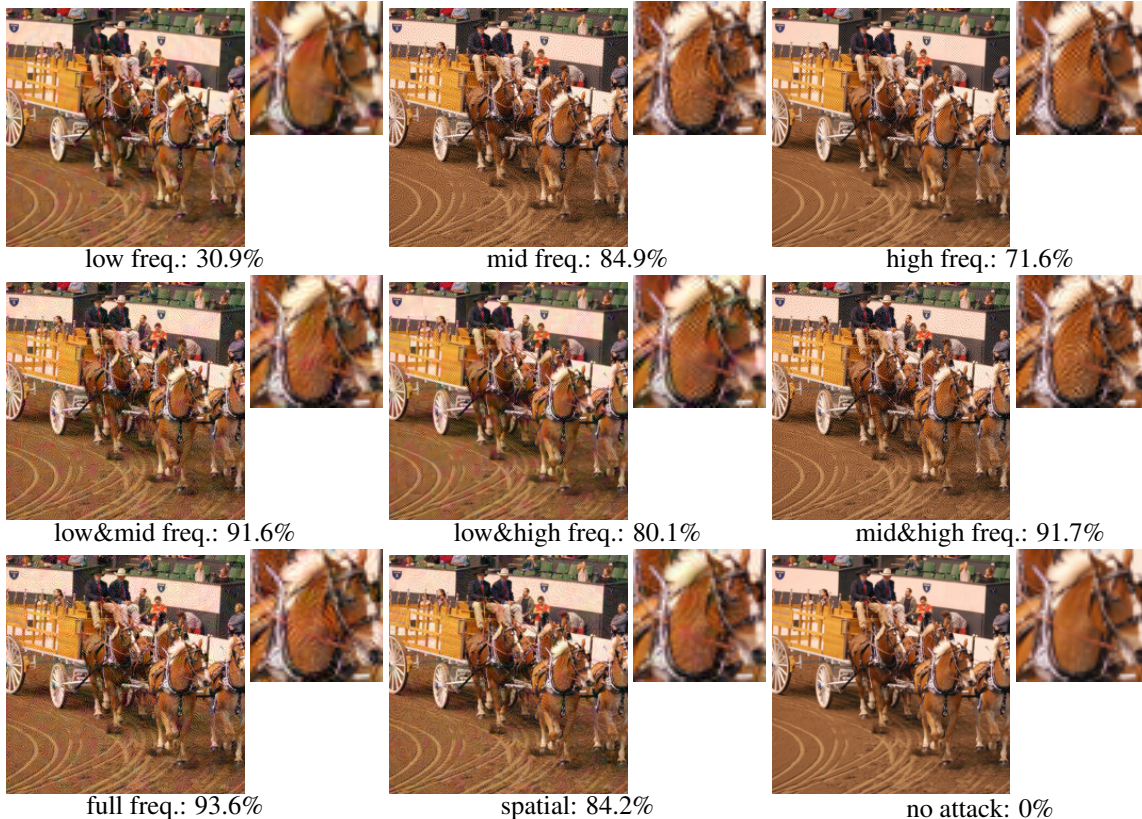 low freq.: 30.9%
mid freq.: 84.9%
high freq.: 71.6%
low&mid freq.: 91.6%
low&high freq.: 80.1%
mid&high freq.: 91.7%
full freq.: 93.6%
spatial: 84.2%
no attack: 0%